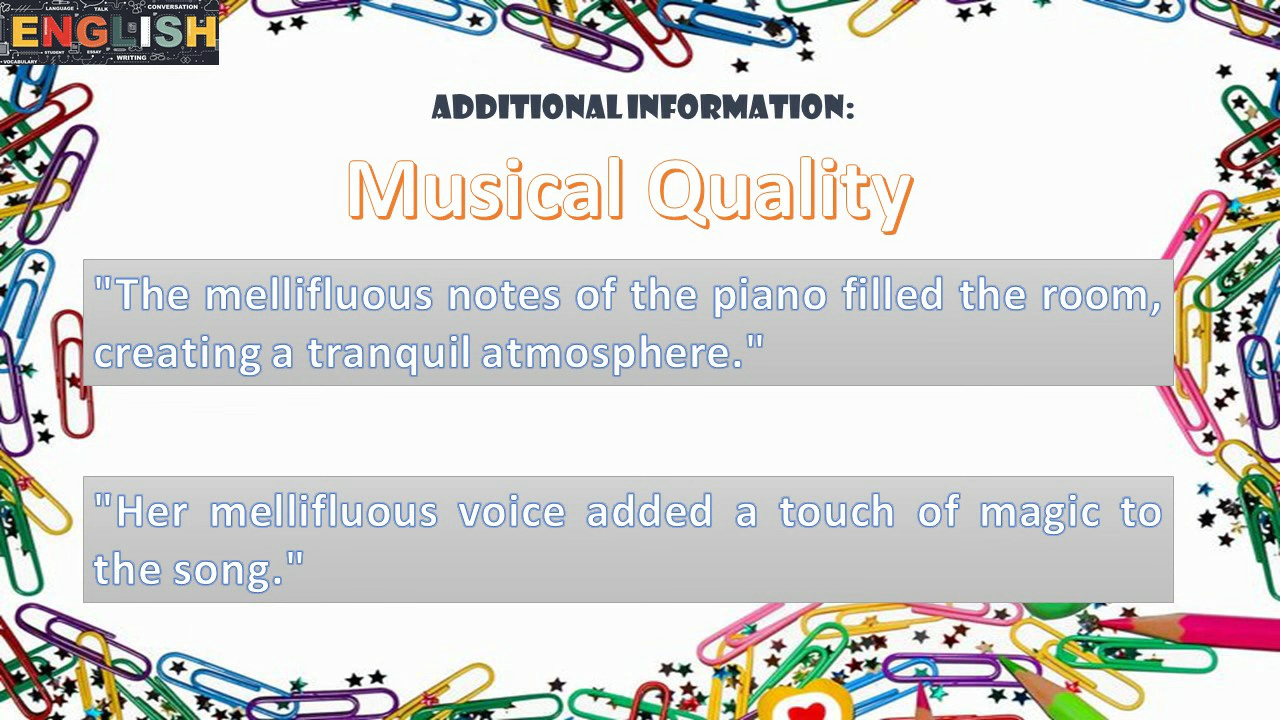 LANGUAGE TALK CONVERSATION
ENGLISH
STUDENT ESSAY
VOCABULARY WRITING
ADDITIONAL INFORMATION:
Musical Quality
"The mellifluous notes of the piano filled the room,
creating a tranquil atmosphere."
"Her mellifluous voice added a touch of magic to
the song."